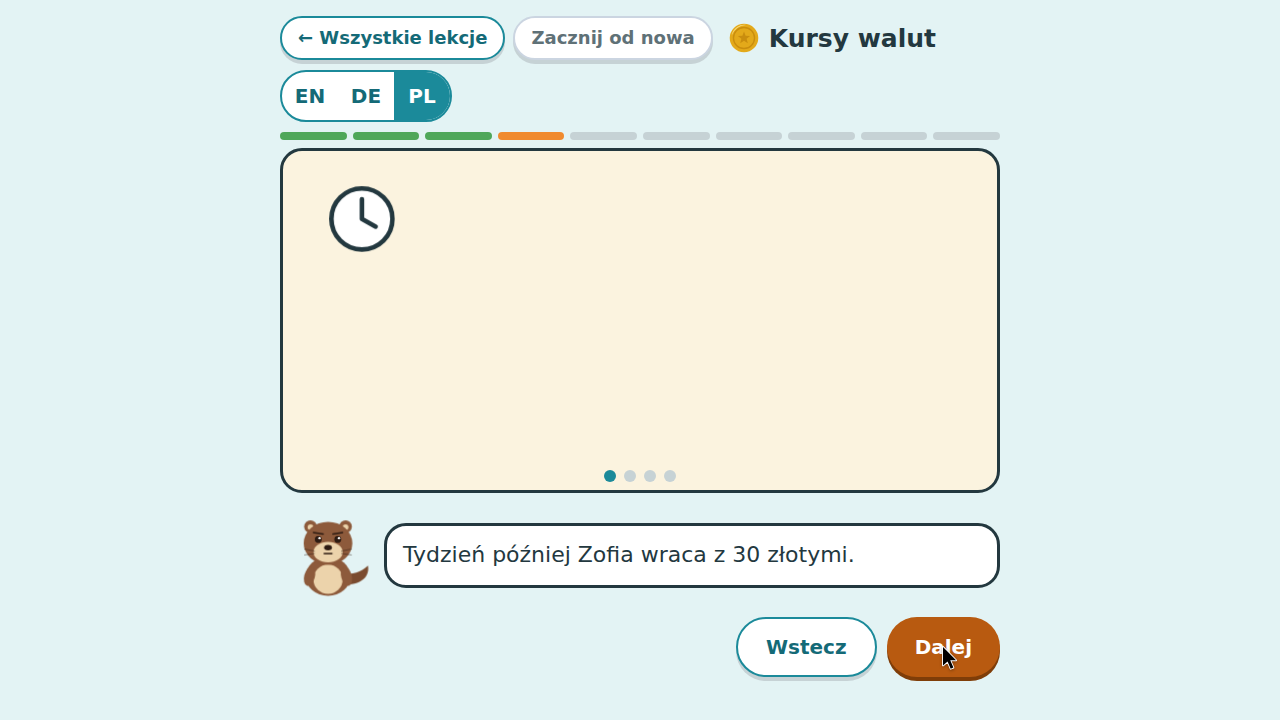 ← Wszystkie lekcje
Zacznij od nowa
Kursy walut
EN DE PL
Tydzień później Zofia wraca z 30 złotymi.
Wstecz
Dalej